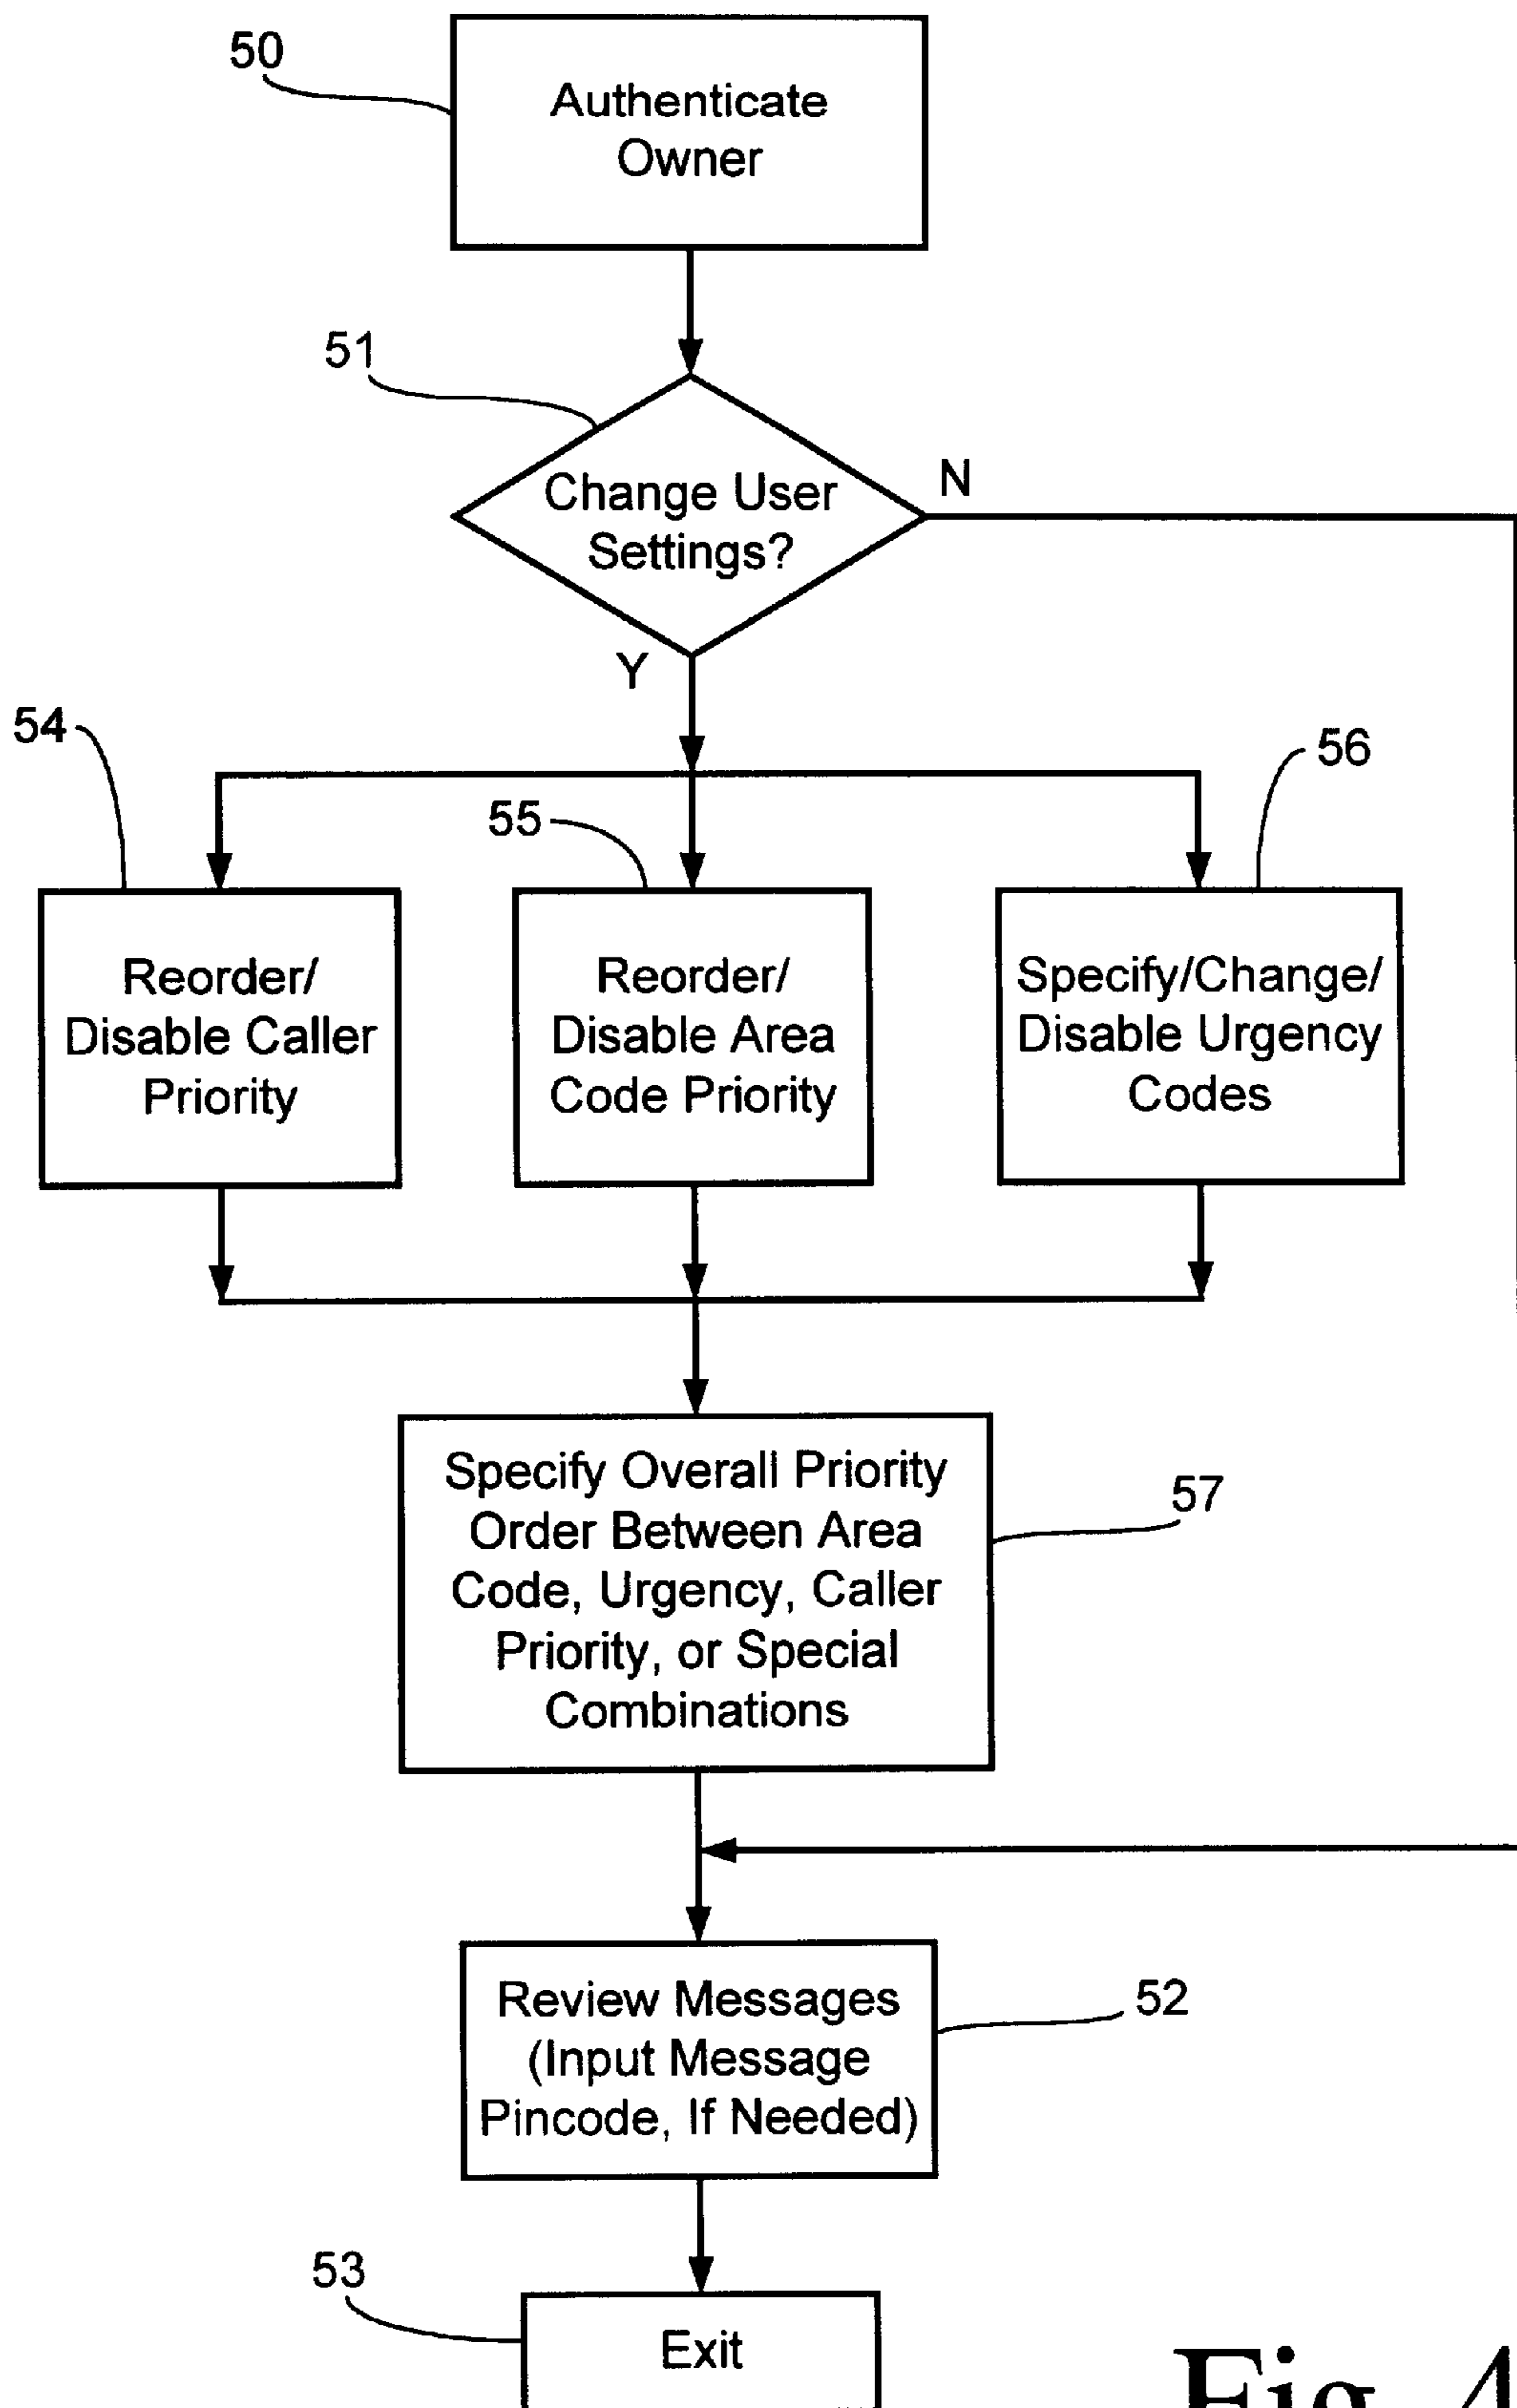 50
Authenticate
Owner
51
Change User
Settings?
N
Y
54
55
56
Reorder/
Disable Caller
Priority
Reorder/
Disable Area
Code Priority
Specify/Change/
Disable Urgency
Codes
Specify Overall Priority
Order Between Area
Code, Urgency, Caller
Priority, or Special
Combinations
57
Review Messages
(Input Message
Pincode, If Needed)
52
53
Exit
Fig. 4